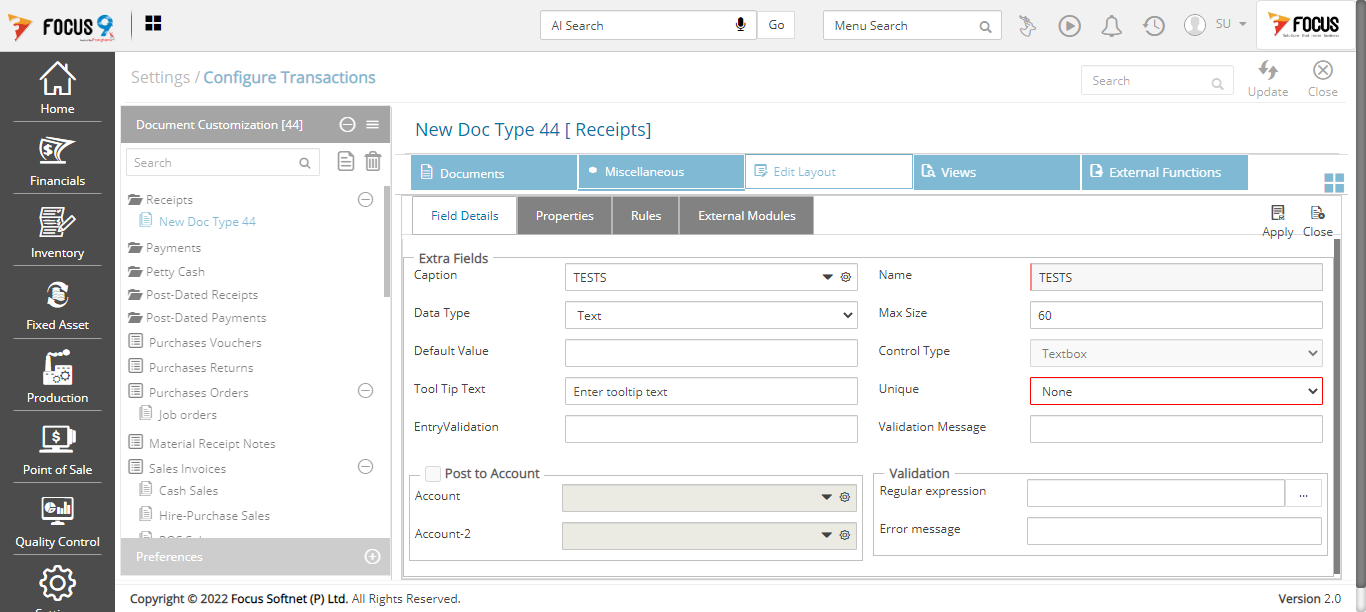 FOCUS 9
AI Search
Go
Menu Search
SU
FOCUS
Home
Financials
Inventory
Fixed Asset
Production
Point of Sale
Quality Control
Settings / Configure Transactions
Search
Update
Close
Document Customization [44]
Search
Receipts
New Doc Type 44
Payments
Petty Cash
Post-Dated Receipts
Post-Dated Payments
Purchases Vouchers
Purchases Returns
Purchases Orders
Job orders
Material Receipt Notes
Sales Invoices
Cash Sales
Hire-Purchase Sales
Preferences
New Doc Type 44 [ Receipts]
Documents
Miscellaneous
Edit Layout
Views
External Functions
Field Details
Properties
Rules
External Modules
Apply
Close
Extra Fields
Caption
TESTS
Name
TESTS
Data Type
Text
Max Size
60
Default Value
Control Type
Textbox
Tool Tip Text
Enter tooltip text
Unique
None
EntryValidation
Validation Message
Post to Account
Account
Account-2
Validation
Regular expression
...
Error message
Copyright © 2022 Focus Softnet (P) Ltd. All Rights Reserved.
Version 2.0